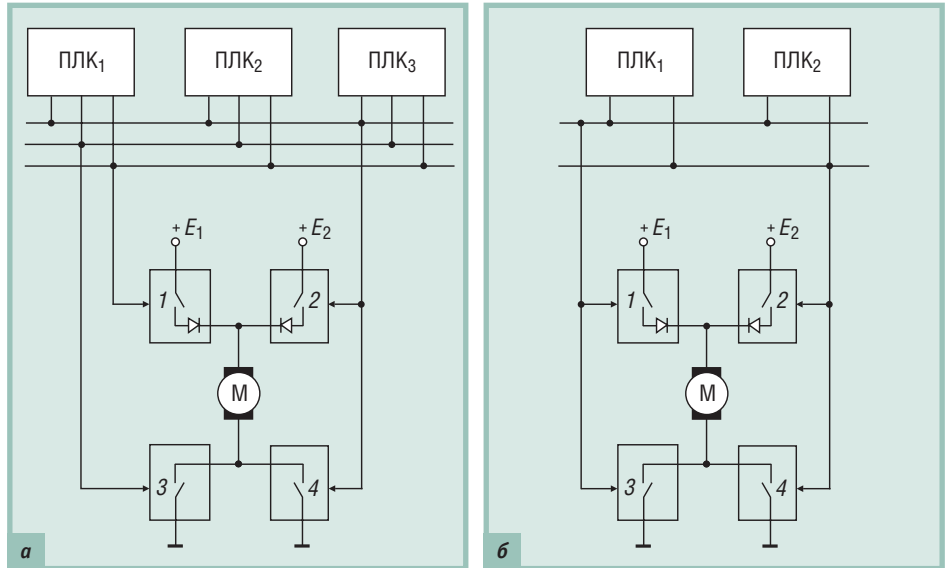 ПЛК1 ПЛК2 ПЛК3
+ E1 + E2
1 2
М
3 4
а
ПЛК1 ПЛК2
+ E1 + E2
1 2
М
3 4
б